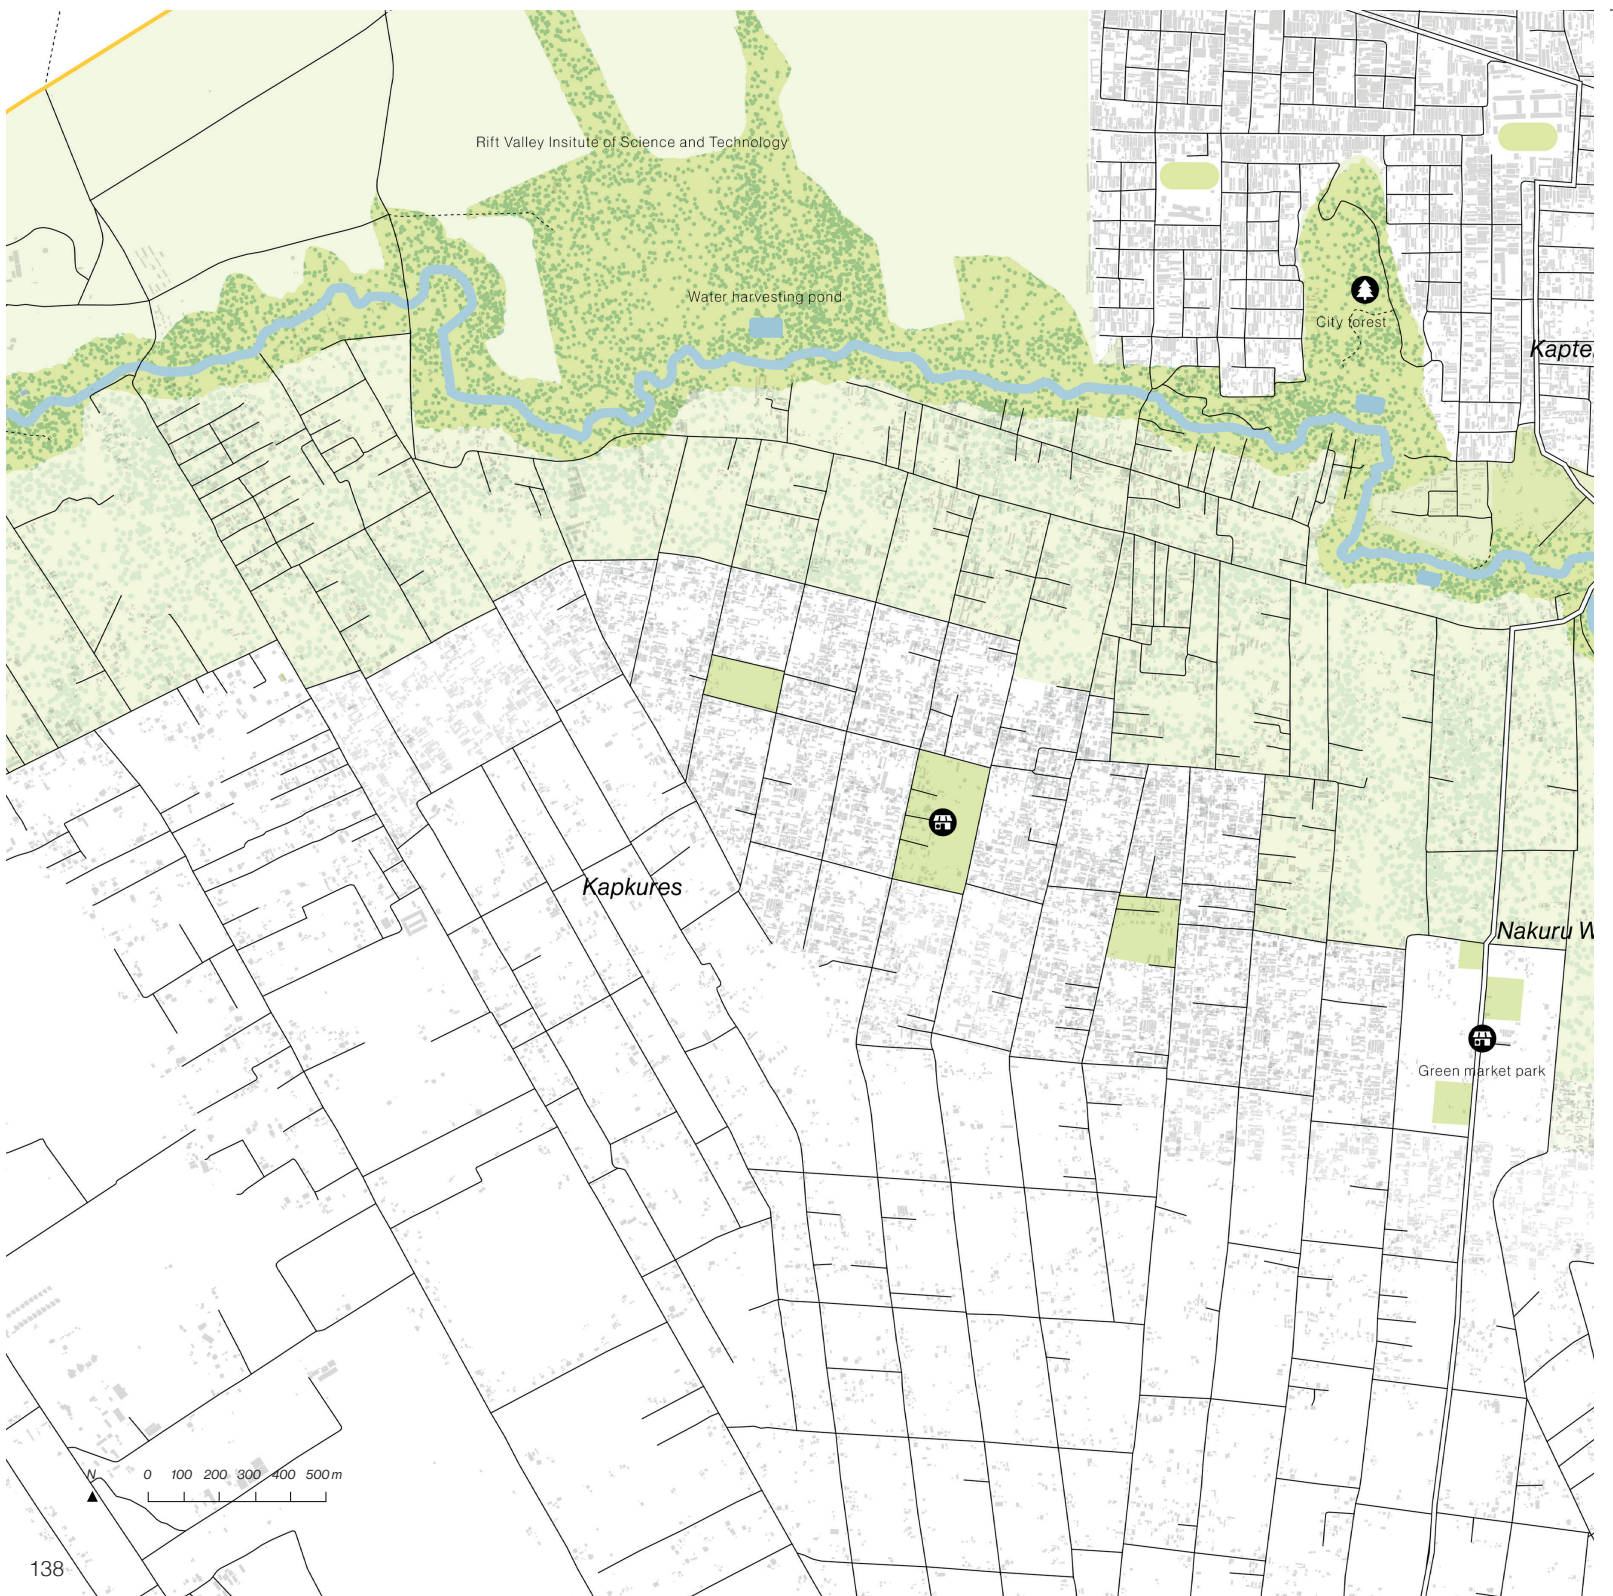 Rift Valley Insitute of Science and Technology
Water harvesting pond
City forest
Kapte
Kapkures
Nakuru W
Green market park
N
0 100 200 300 400 500 m
138